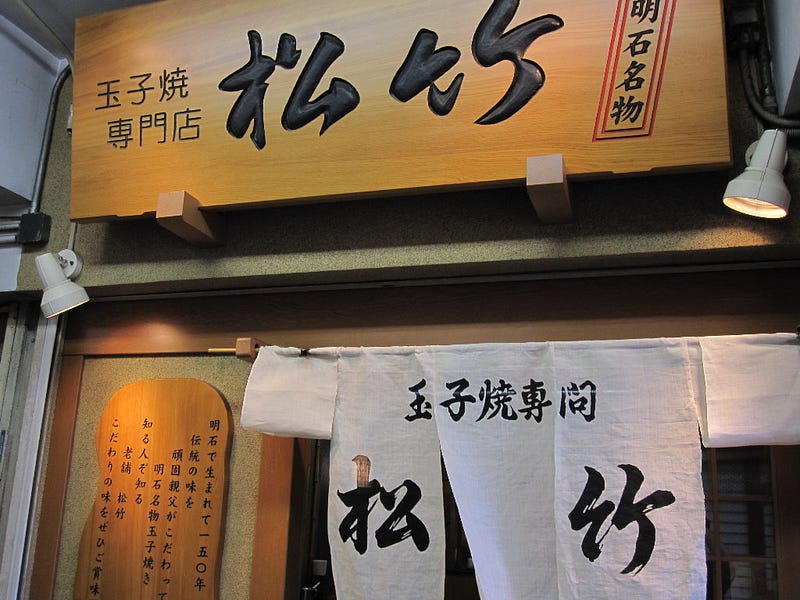 玉子焼
専門店
松竹
明石名物
玉子焼専問
松竹
明石で生まれて一五〇年
伝統の味を
頑固親父がこだわって
明石名物玉子焼き
知る人ぞ知る
老舗 松竹
こだわりの味をぜひご賞味